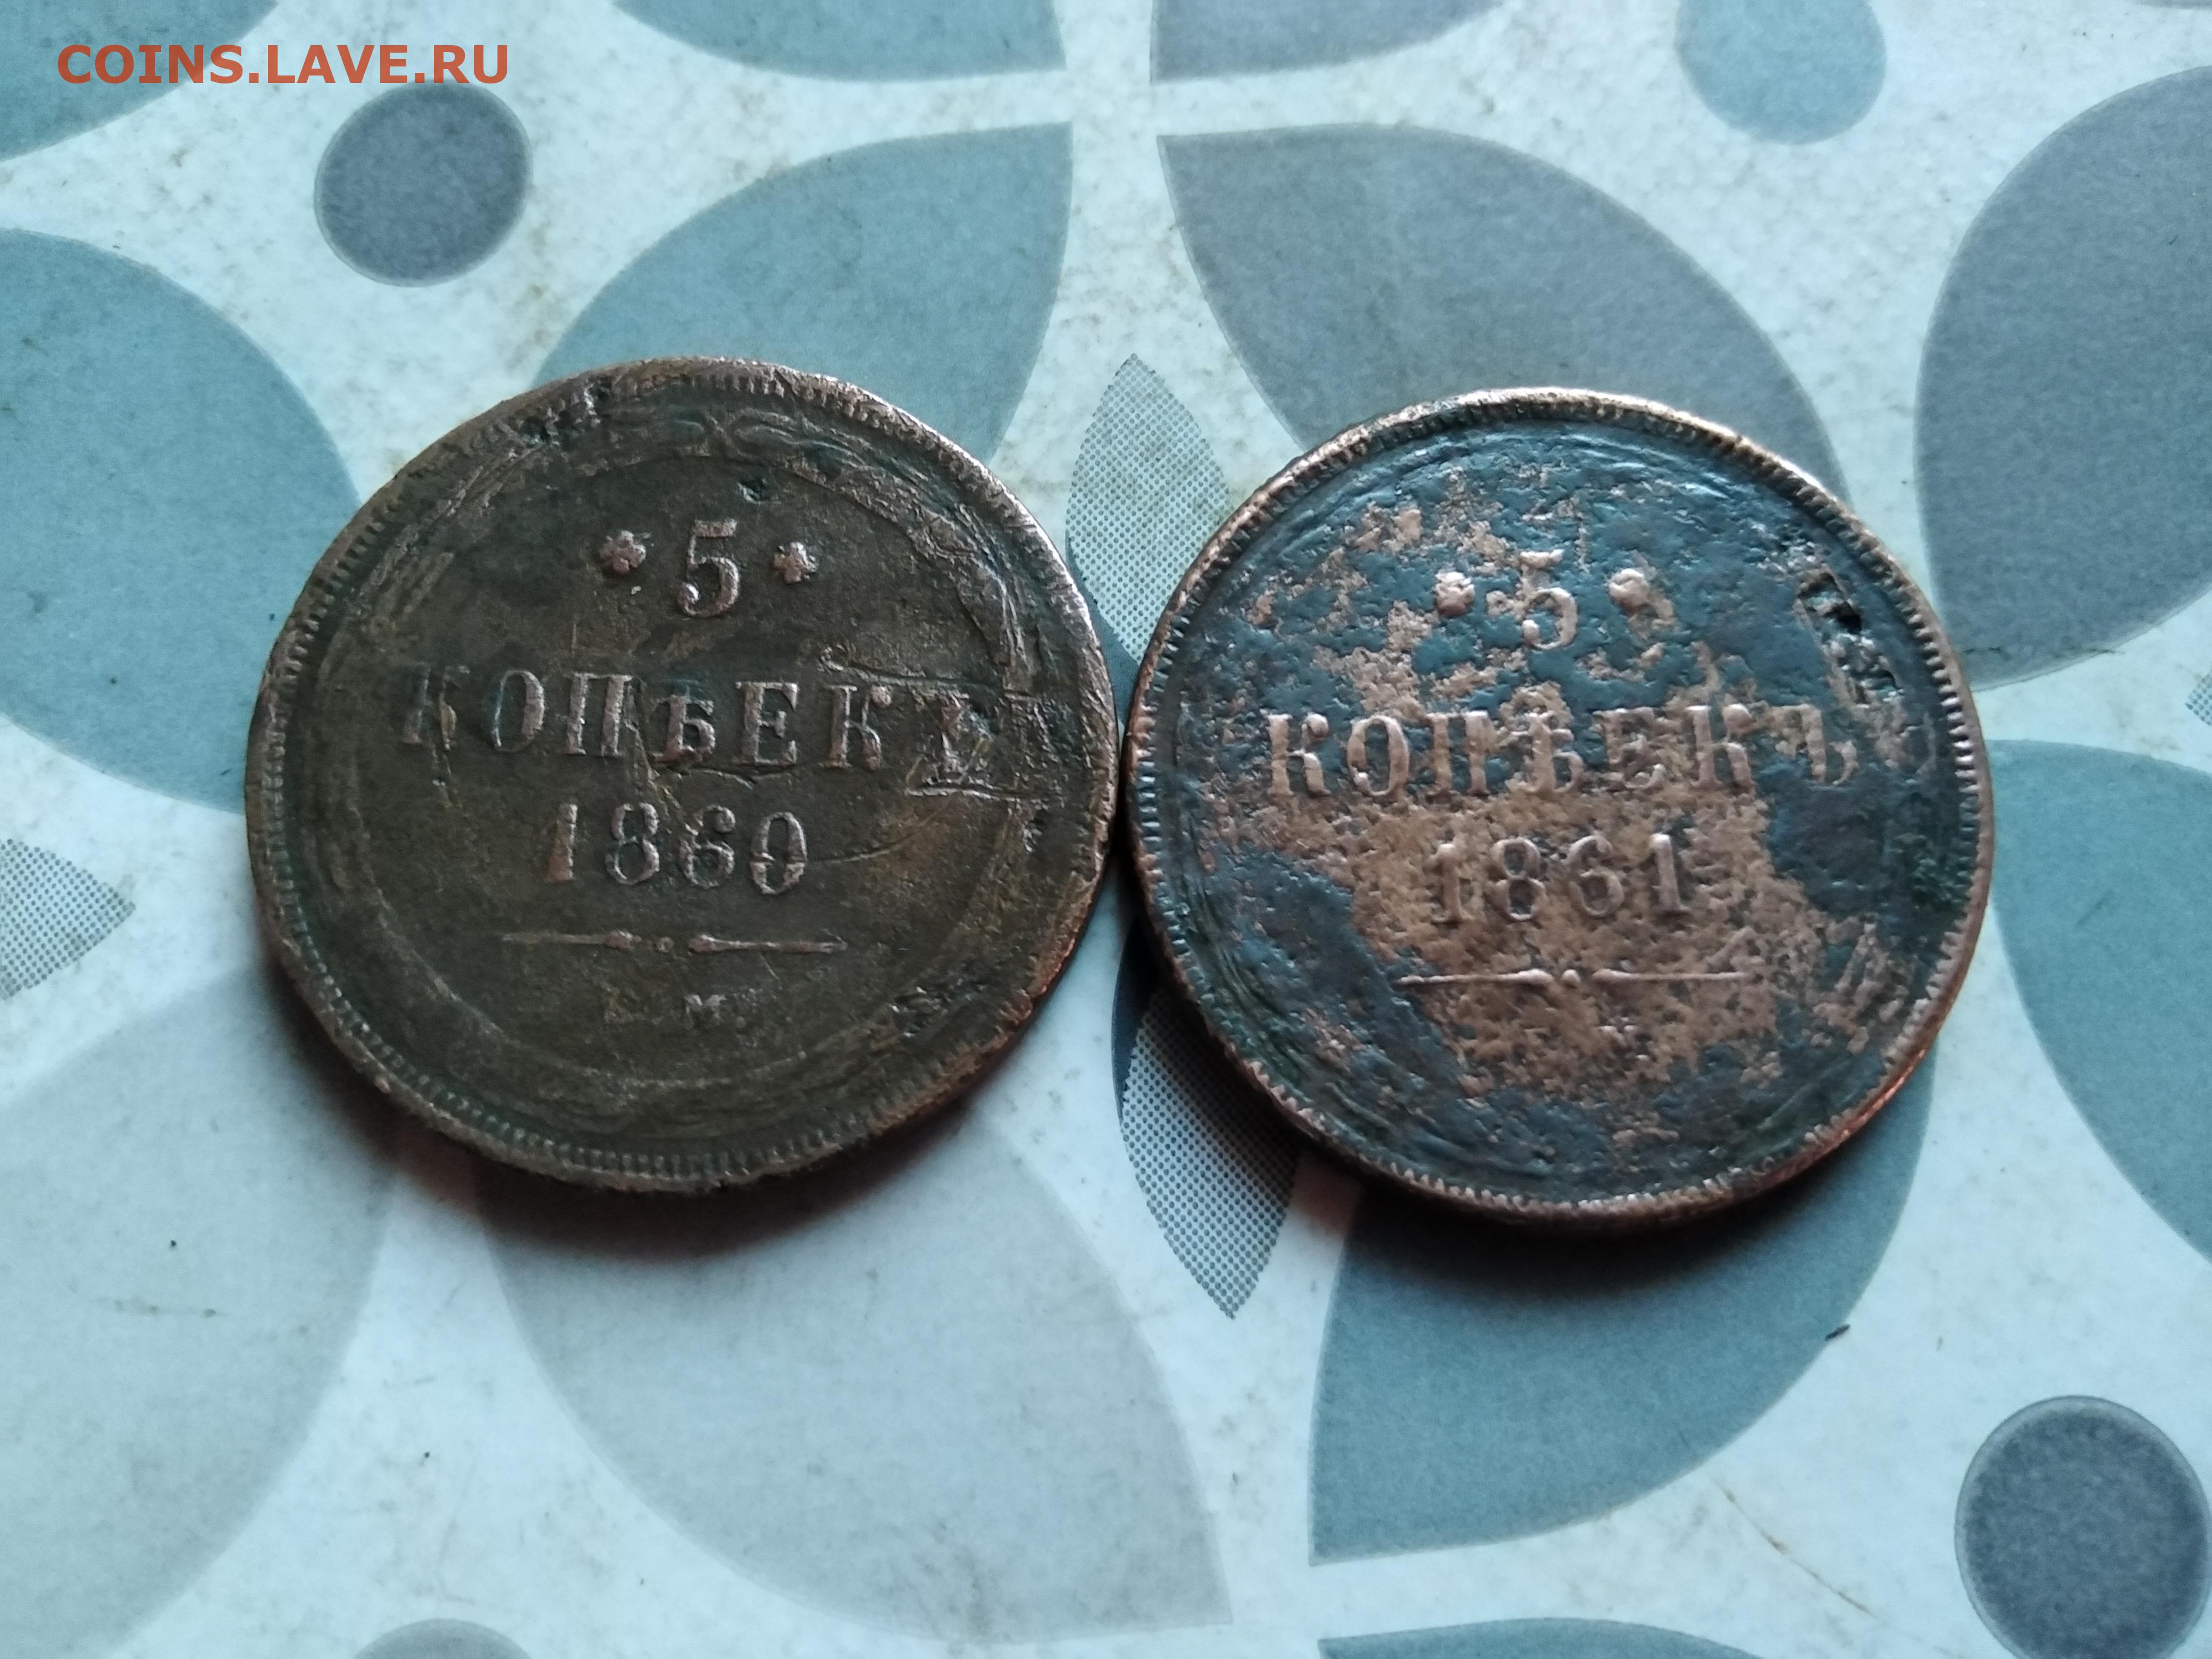 COINS.LAVE.RU
* 5 *
КОПѢЕКЪ
1860
М.
* 5 *
КОПѢЕКЪ
1861